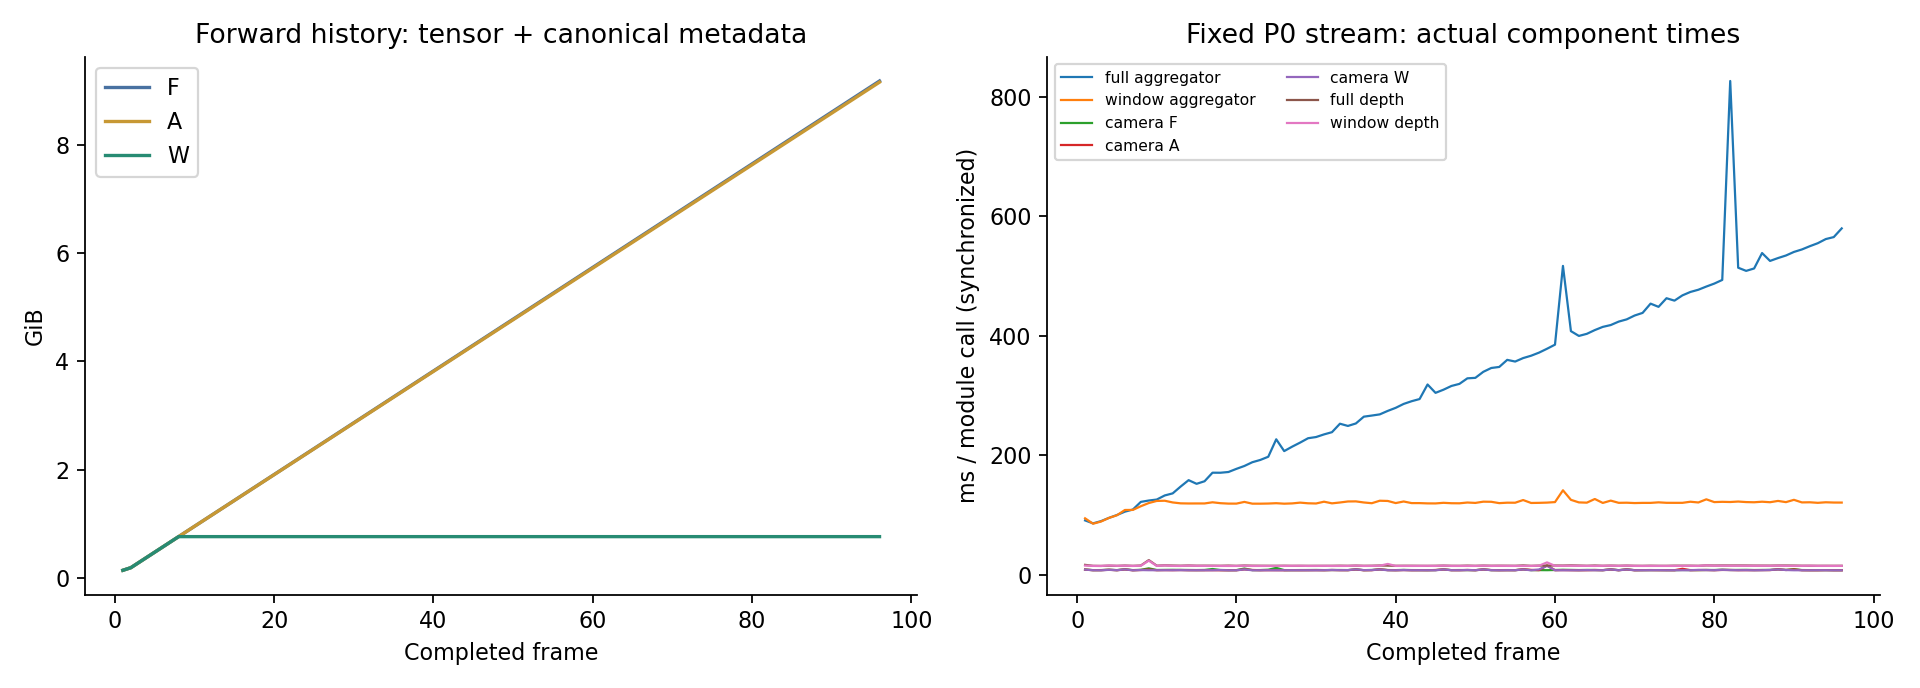 Forward history: tensor + canonical metadata
F
A
W
GiB
8
6
4
2
0
0 20 40 60 80 100
Completed frame
Fixed P0 stream: actual component times
full aggregator
window aggregator
camera F
camera A
camera W
full depth
window depth
ms / module call (synchronized)
800
600
400
200
0
0 20 40 60 80 100
Completed frame